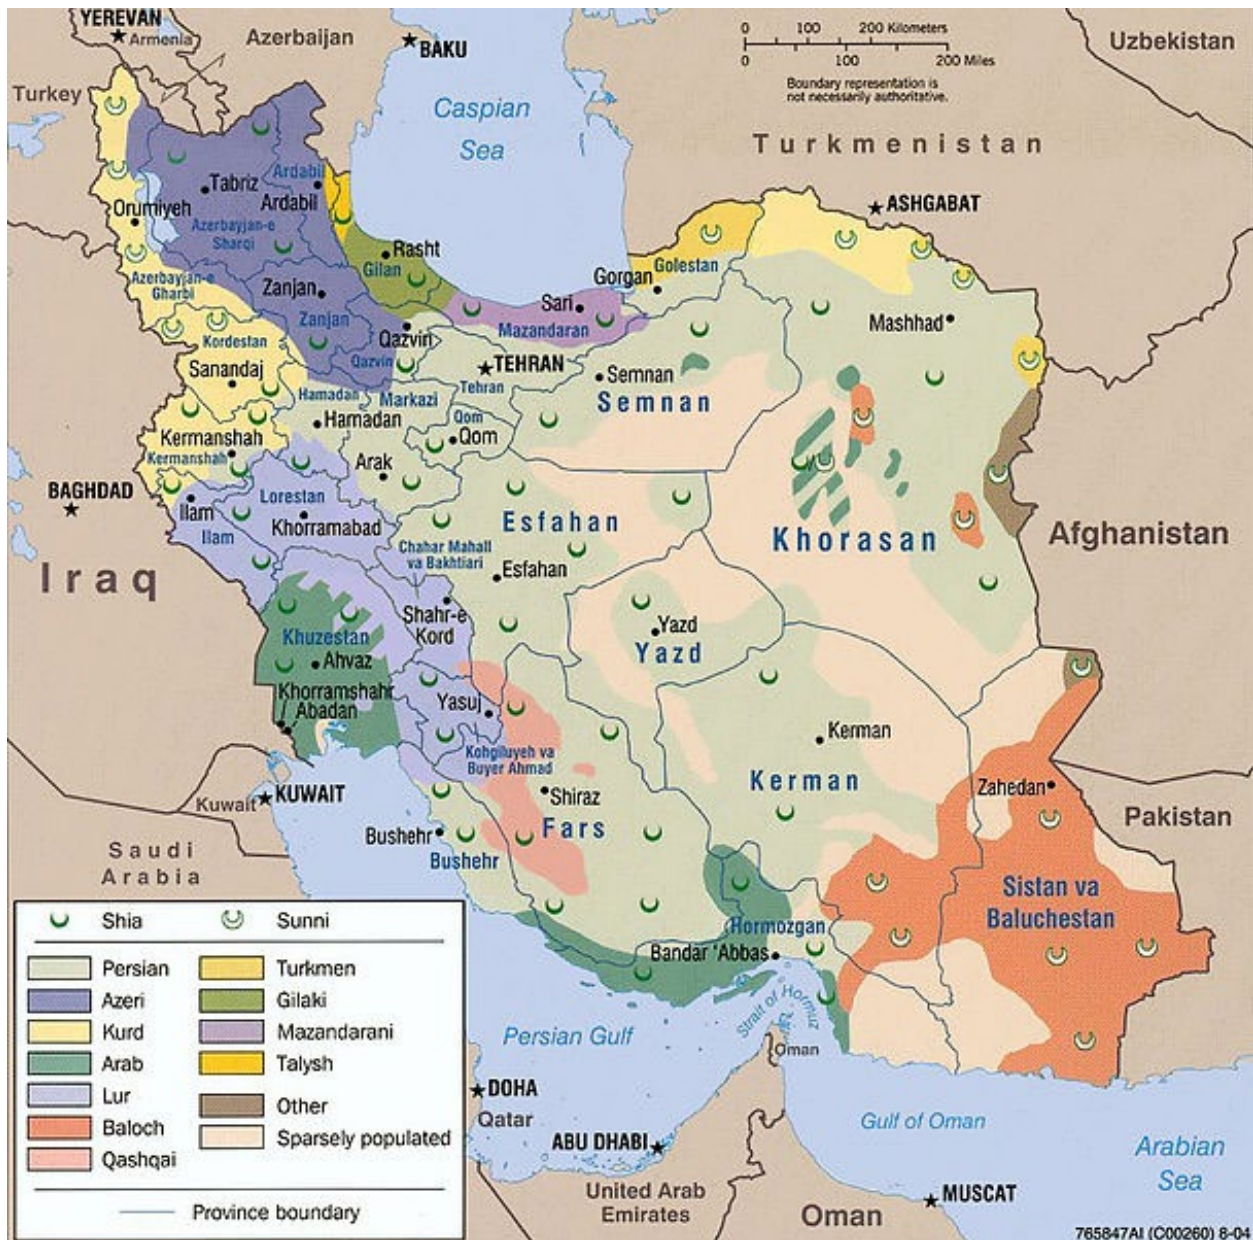 YEREVAN
Armenia
Azerbaijan
BAKU
Turkey
Caspian
Sea
0 100 200 Kilometers
0 100 200 Miles
Boundary representation is
not necessarily authoritative.
Uzbekistan
Turkmenistan
ASHGABAT
Tabriz
Ardabil
Ardabil
Orumiyeh
Azerbayjan-e
Sharqi
Azerbayjan-e
Gharbi
Rasht
Gilan
Zanjan
Zanjan
Gorgan
Golestan
Sari
Mazandaran
Mashhad
Kordestan
Qazvin
Qazvin
Sanandaj
TEHRAN
Tehran
Semnan
Semnan
Hamadan
Markazi
Hamadan
Qom
Qom
Kermanshah
Kermanshah
Arak
BAGHDAD
Ilam
Ilam
Lorestan
Khorramabad
Esfahan
Khorasan
Afghanistan
Chahar Mahall
va Bakhtiari
Esfahan
Iraq
Shahr-e
Kord
Khuzestan
Ahvaz
Yazd
Yazd
Khorramshahr
Abadan
Yasuj
Kohgiluyeh va
Buyer Ahmad
Kerman
Kerman
Zahedan
Kuwait
KUWAIT
Shiraz
Fars
Bushehr
Bushehr
Pakistan
Saudi
Arabia
Sistan va
Baluchestan
Hormozgan
Bandar 'Abbas
Strait of Hormuz
Persian Gulf
Oman
DOHA
Qatar
ABU DHABI
Gulf of Oman
Arabian
Sea
United Arab
Emirates
Oman
MUSCAT
Shia
Sunni
Persian
Turkmen
Azeri
Gilaki
Kurd
Mazandarani
Arab
Talysh
Lur
Other
Baloch
Sparsely populated
Qashqai
Province boundary
765847AI (C00260) 8-04